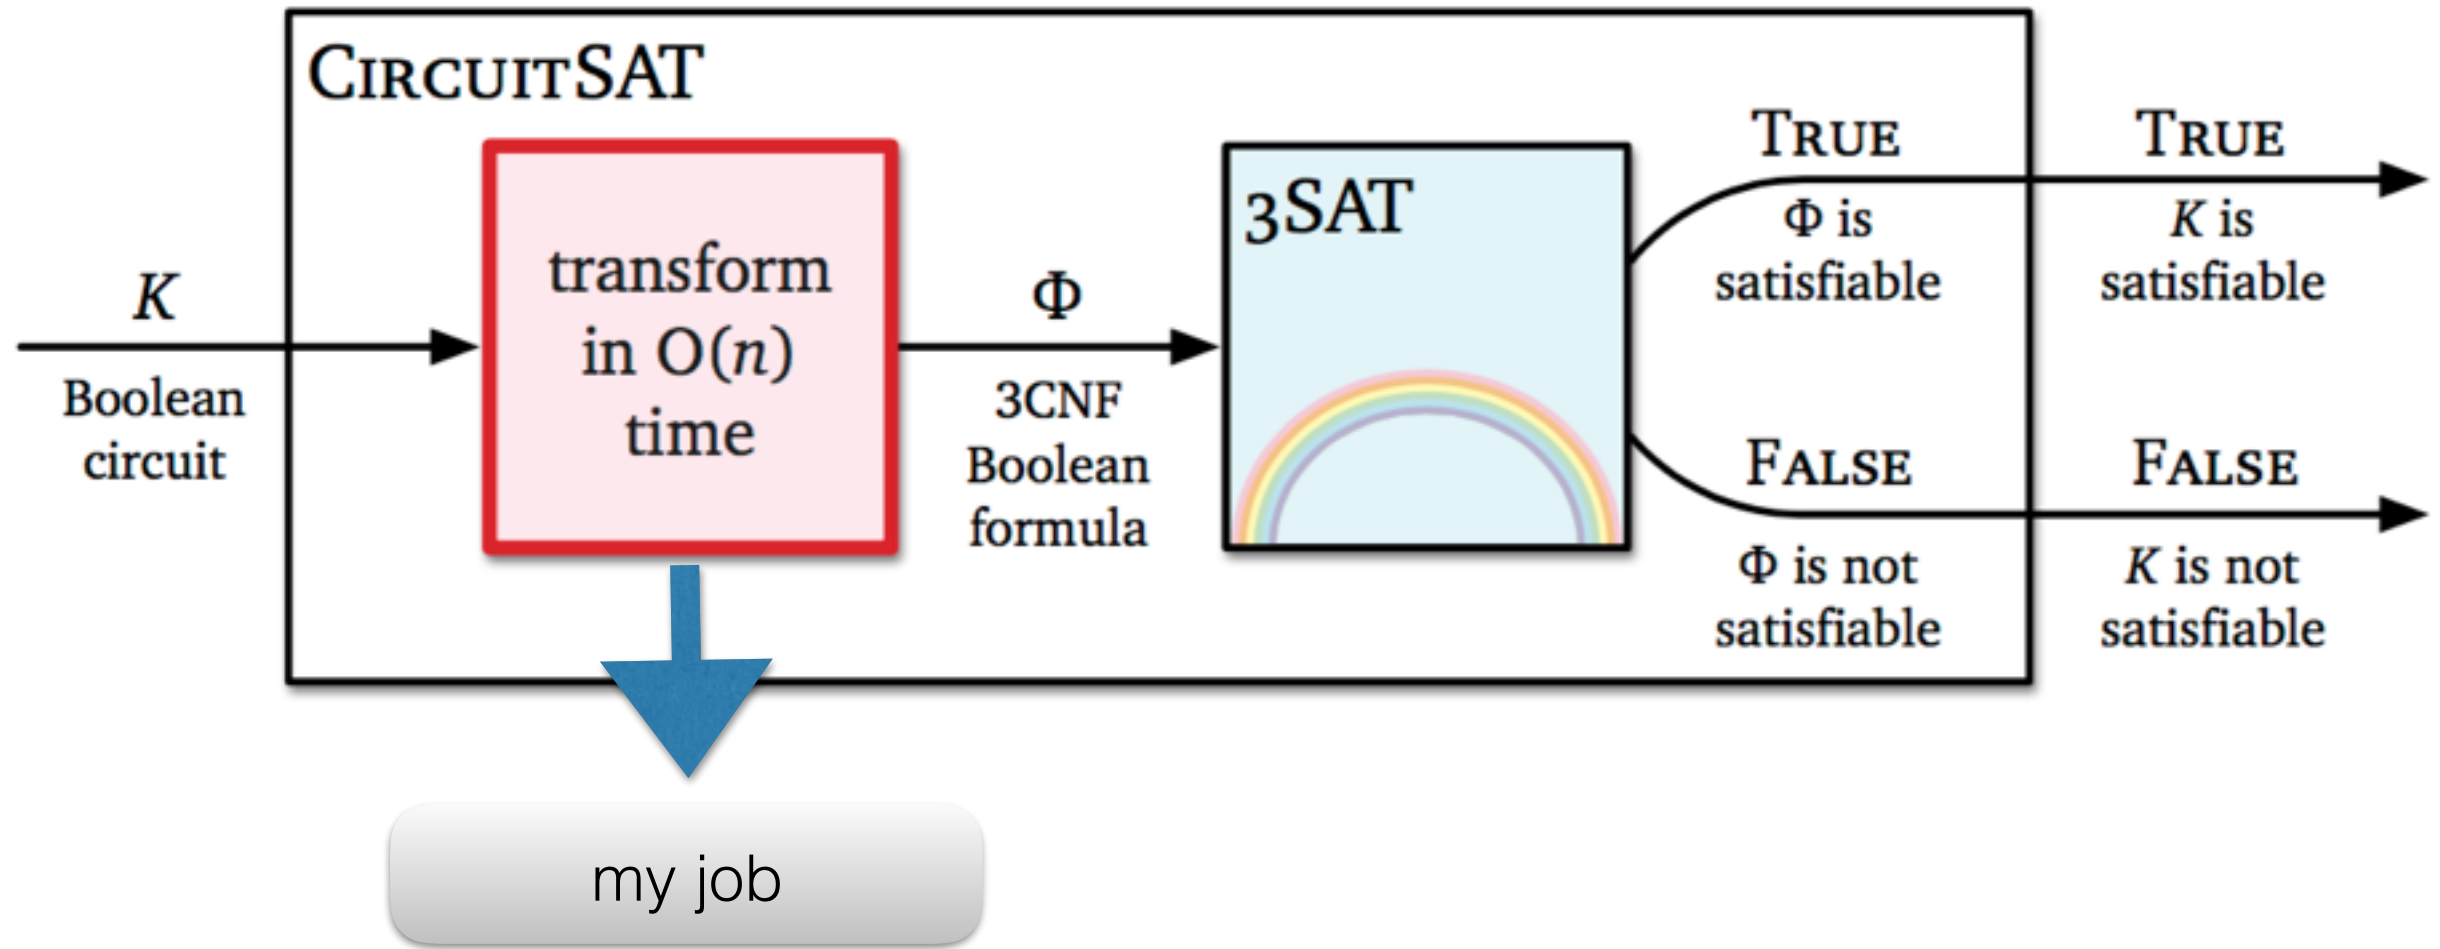 CIRCUITSAT
K
Boolean
circuit
transform
in O(n)
time
Φ
3CNF
Boolean
formula
3SAT
TRUE
Φ is
satisfiable
TRUE
K is
satisfiable
FALSE
Φ is not
satisfiable
FALSE
K is not
satisfiable
my job